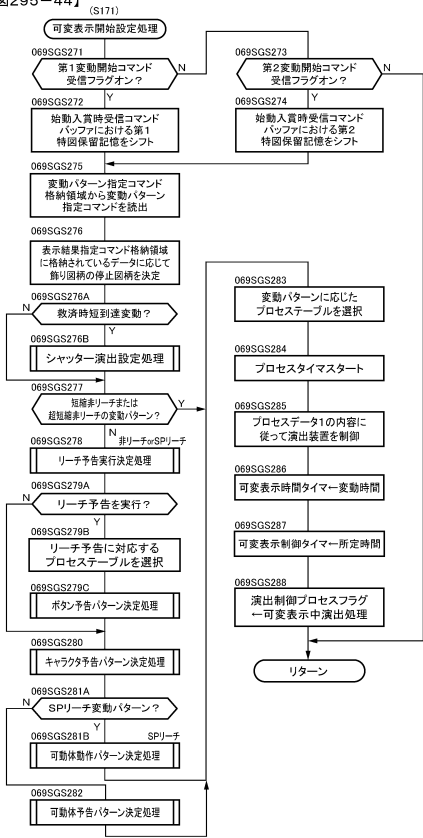 図295-44】
(S171)
可変表示開始設定処理
069SGS271
第1変動開始コマンド
受信フラグオン?
N
Y
069SGS272
始動入賞時受信コマンド
バッファにおける第1
特図保留記憶をシフト
069SGS273
第2変動開始コマンド
受信フラグオン?
N
Y
069SGS274
始動入賞時受信コマンド
バッファにおける第2
特図保留記憶をシフト
069SGS275
変動パターン指定コマンド
格納領域から変動パターン
指定コマンドを読出
069SGS276
表示結果指定コマンド格納領域
に格納されているデータに応じて
飾り図柄の停止図柄を決定
069SGS276A
N
救済時短到達変動?
Y
069SGS276B
シャッター演出設定処理
069SGS277
短縮非リーチまたは
超短縮非リーチの変動パターン?
Y
N
非リーチorSPリーチ
069SGS278
リーチ予告実行決定処理
069SGS279A
N
リーチ予告を実行?
Y
069SGS279B
リーチ予告に対応する
プロセステーブルを選択
069SGS279C
ボタン予告パターン決定処理
069SGS280
キャラクタ予告パターン決定処理
069SGS281A
N
SPリーチ変動パターン?
Y
069SGS281B
SPリーチ
可動体動作パターン決定処理
069SGS282
可動体予告パターン決定処理
069SGS283
変動パターンに応じた
プロセステーブルを選択
069SGS284
プロセスタイマスタート
069SGS285
プロセスデータ1の内容に
従って演出装置を制御
069SGS286
可変表示時間タイマ←変動時間
069SGS287
可変表示制御タイマ←所定時間
069SGS288
演出制御プロセスフラグ
←可変表示中演出処理
リターン